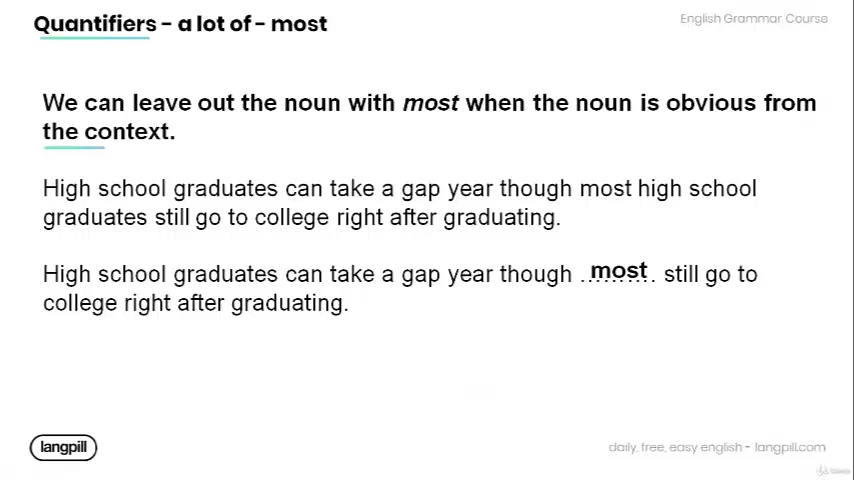 Quantifiers - a lot of - most
English Grammar Course
We can leave out the noun with most when the noun is obvious from
the context.
High school graduates can take a gap year though most high school
graduates still go to college right after graduating.
High school graduates can take a gap year though ..most.. still go to
college right after graduating.
langpill
daily, free, easy english - langpill.com